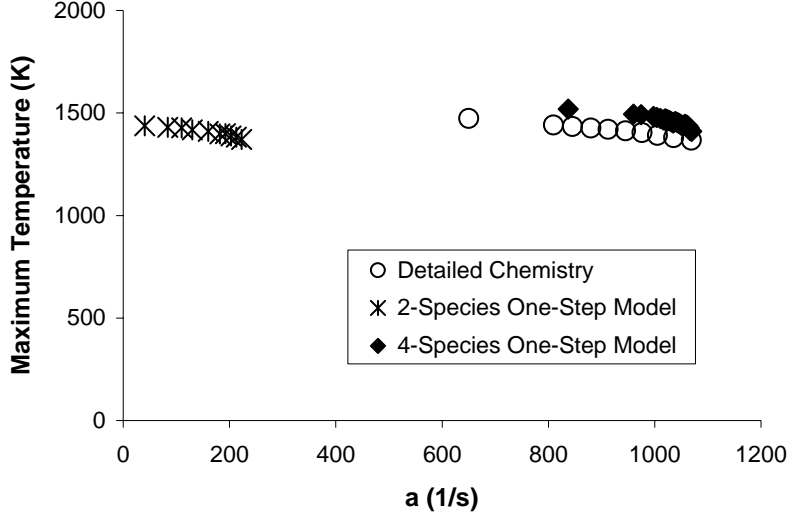 2000
1500
1000
500
0
Maximum Temperature (K)
Detailed Chemistry
2-Species One-Step Model
4-Species One-Step Model
0 200 400 600 800 1000 1200
a (1/s)